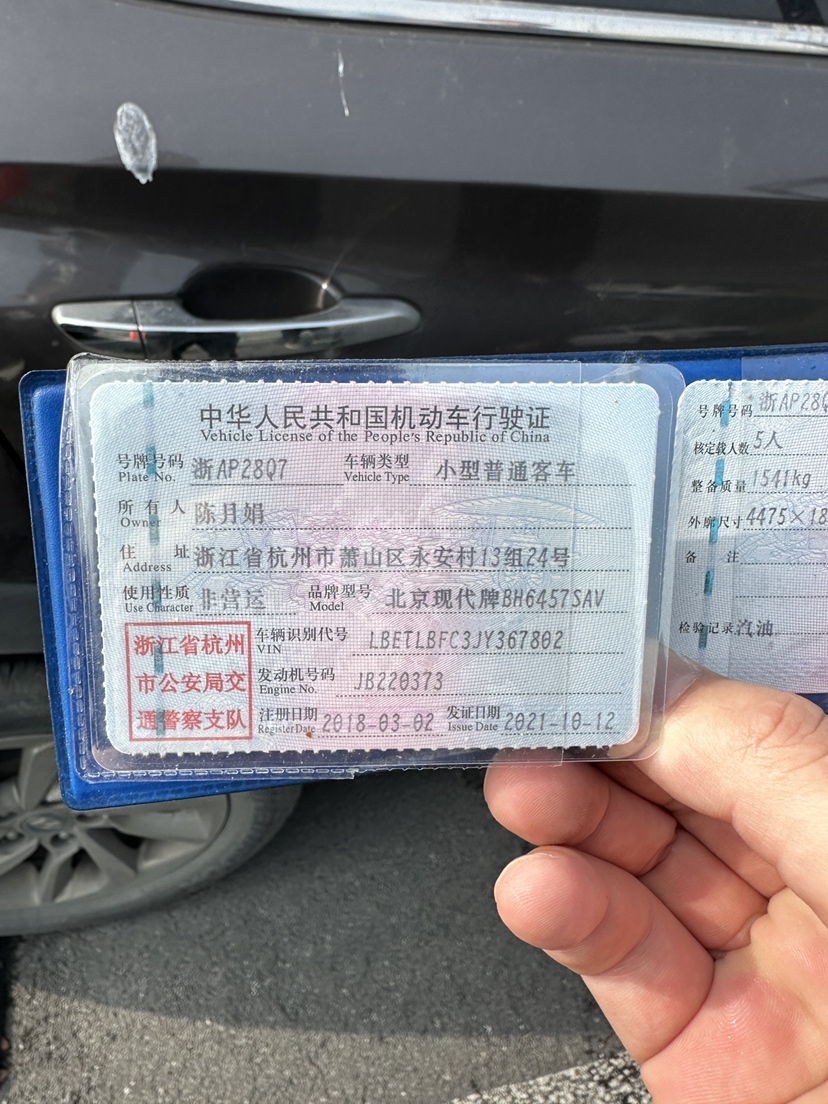 中华人民共和国机动车行驶证
Vehicle License of the People's Republic of China
号牌号码 浙AP28Q7 车辆类型 小型普通客车
Plate No. Vehicle Type
所有人 陈月娟
Owner
住址 浙江省杭州市萧山区永安村13组24号
Address
使用性质 非营运 品牌型号 北京现代牌BH6457SAV
Use Character Model
浙江省杭州
市公安局交
通警察支队
车辆识别代号 LBETLBFC3JY367802
VIN
发动机号码 JB220373
Engine No.
注册日期 2018-03-02 发证日期 2021-10-12
Register Date Issue Date
号牌号码 浙AP28Q
核定载人数 5人
整备质量 1541kg
外廓尺寸 4475×18
备注
检验记录 汽油